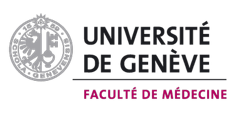 UNIVERSITÉ
DE GENÈVE
FACULTÉ DE MÉDECINE